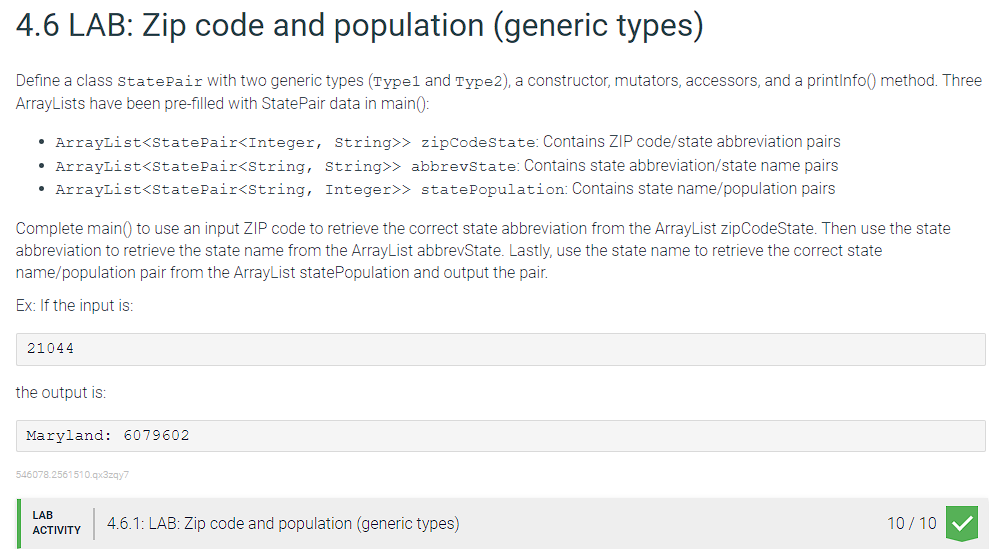 4.6 LAB: Zip code and population (generic types)
Define a class StatePair with two generic types (Type1 and Type2), a constructor, mutators, accessors, and a printInfo() method. Three
ArrayLists have been pre-filled with StatePair data in main():
• ArrayList<StatePair<Integer, String>> zipCodeState: Contains ZIP code/state abbreviation pairs
• ArrayList<StatePair<String, String>> abbrevState: Contains state abbreviation/state name pairs
• ArrayList<StatePair<String, Integer>> statePopulation: Contains state name/population pairs
Complete main() to use an input ZIP code to retrieve the correct state abbreviation from the ArrayList zipCodeState. Then use the state
abbreviation to retrieve the state name from the ArrayList abbrevState. Lastly, use the state name to retrieve the correct state
name/population pair from the ArrayList statePopulation and output the pair.
Ex: If the input is:
21044
the output is:
Maryland: 6079602
546078.2561510.qx3zqy7
LAB
ACTIVITY
4.6.1: LAB: Zip code and population (generic types)
10 / 10